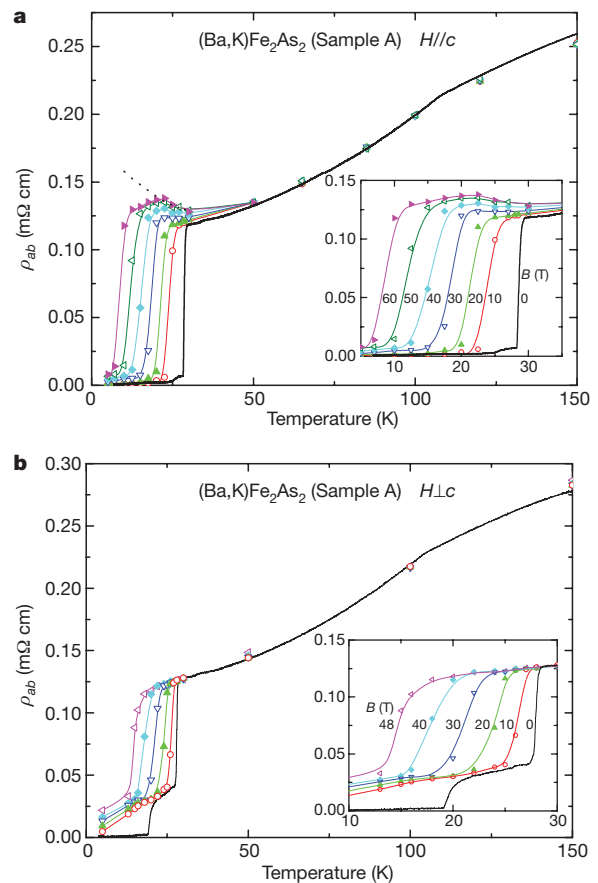 a
(Ba,K)Fe2As2 (Sample A) H//c
0.25
0.20
0.15
0.10
0.05
0.00
ρab (mΩ cm)
0 50 100 150
Temperature (K)
0.15
0.10
0.05
0.00
B (T)
60 50 40 30 20 10 0
10 20 30
b
(Ba,K)Fe2As2 (Sample A) H⊥c
0.30
0.25
0.20
0.15
0.10
0.05
0.00
ρab (mΩ cm)
0 50 100 150
Temperature (K)
0.15
0.10
0.05
0.00
B (T)
48 40 30 20 10 0
10 20 30